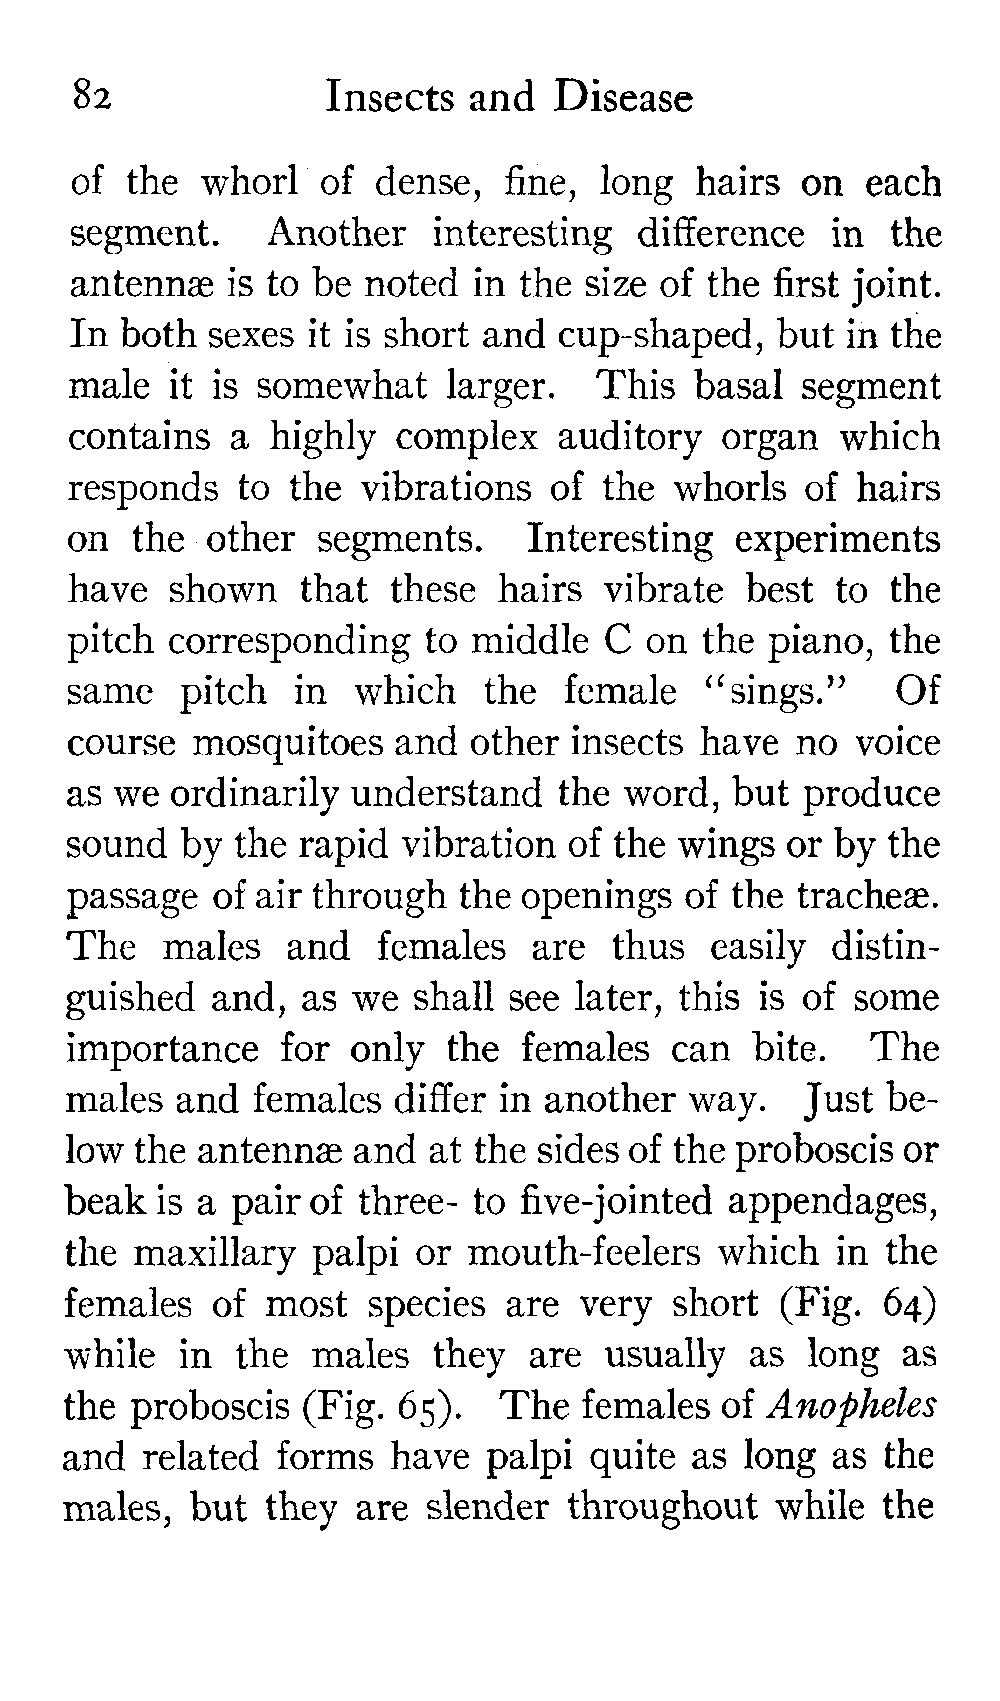 82 Insects and Disease
of the whorl of dense, fine, long hairs on each
segment. Another interesting difference in the
antennæ is to be noted in the size of the first joint.
In both sexes it is short and cup-shaped, but in the
male it is somewhat larger. This basal segment
contains a highly complex auditory organ which
responds to the vibrations of the whorls of hairs
on the other segments. Interesting experiments
have shown that these hairs vibrate best to the
pitch corresponding to middle C on the piano, the
same pitch in which the female “sings.” Of
course mosquitoes and other insects have no voice
as we ordinarily understand the word, but produce
sound by the rapid vibration of the wings or by the
passage of air through the openings of the tracheæ.
The males and females are thus easily distin-
guished and, as we shall see later, this is of some
importance for only the females can bite. The
males and females differ in another way. Just be-
low the antennæ and at the sides of the proboscis or
beak is a pair of three- to five-jointed appendages,
the maxillary palpi or mouth-feelers which in the
females of most species are very short (Fig. 64)
while in the males they are usually as long as
the proboscis (Fig. 65). The females of Anopheles
and related forms have palpi quite as long as the
males, but they are slender throughout while the